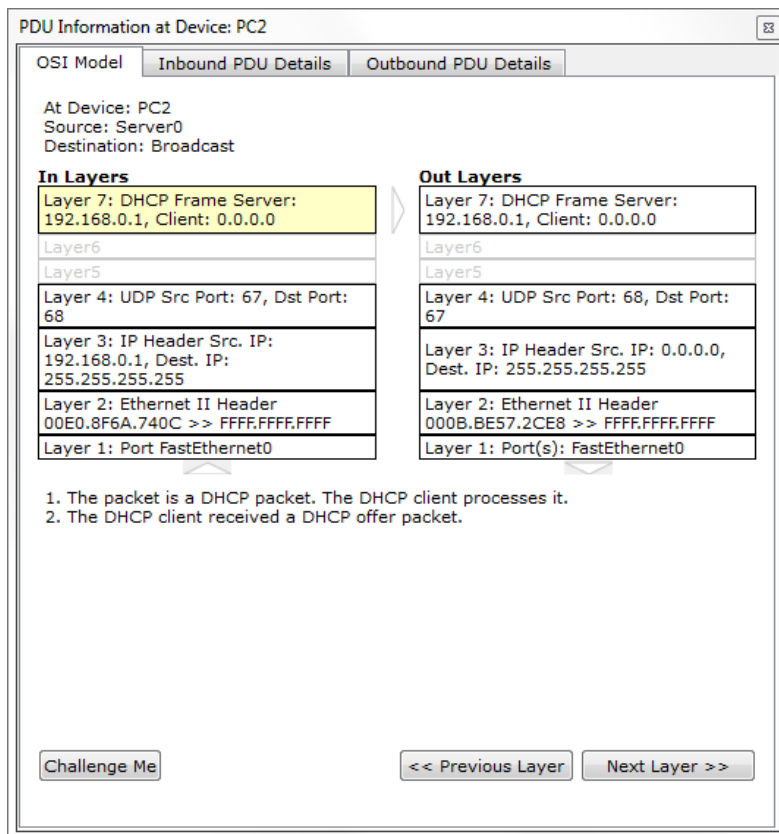 PDU Information at Device: PC2
OSI Model
Inbound PDU Details
Outbound PDU Details
At Device: PC2
Source: Server0
Destination: Broadcast
In Layers
Layer 7: DHCP Frame Server:
192.168.0.1, Client: 0.0.0.0
Layer6
Layer5
Layer 4: UDP Src Port: 67, Dst Port:
68
Layer 3: IP Header Src. IP:
192.168.0.1, Dest. IP:
255.255.255.255
Layer 2: Ethernet II Header
00E0.8F6A.740C >> FFFF.FFFF.FFFF
Layer 1: Port FastEthernet0
Out Layers
Layer 7: DHCP Frame Server:
192.168.0.1, Client: 0.0.0.0
Layer6
Layer5
Layer 4: UDP Src Port: 68, Dst Port:
67
Layer 3: IP Header Src. IP: 0.0.0.0,
Dest. IP: 255.255.255.255
Layer 2: Ethernet II Header
000B.BE57.2CE8 >> FFFF.FFFF.FFFF
Layer 1: Port(s): FastEthernet0
1. The packet is a DHCP packet. The DHCP client processes it.
2. The DHCP client received a DHCP offer packet.
Challenge Me
<< Previous Layer
Next Layer >>